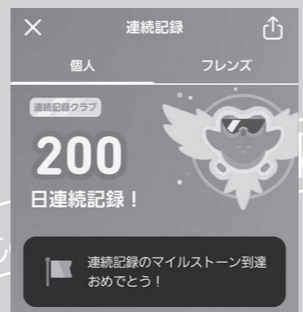 連続記録
個人
フレンズ
連続記録クラブ
200
日連続記録！
連続記録のマイルストーン到達
おめでとう！